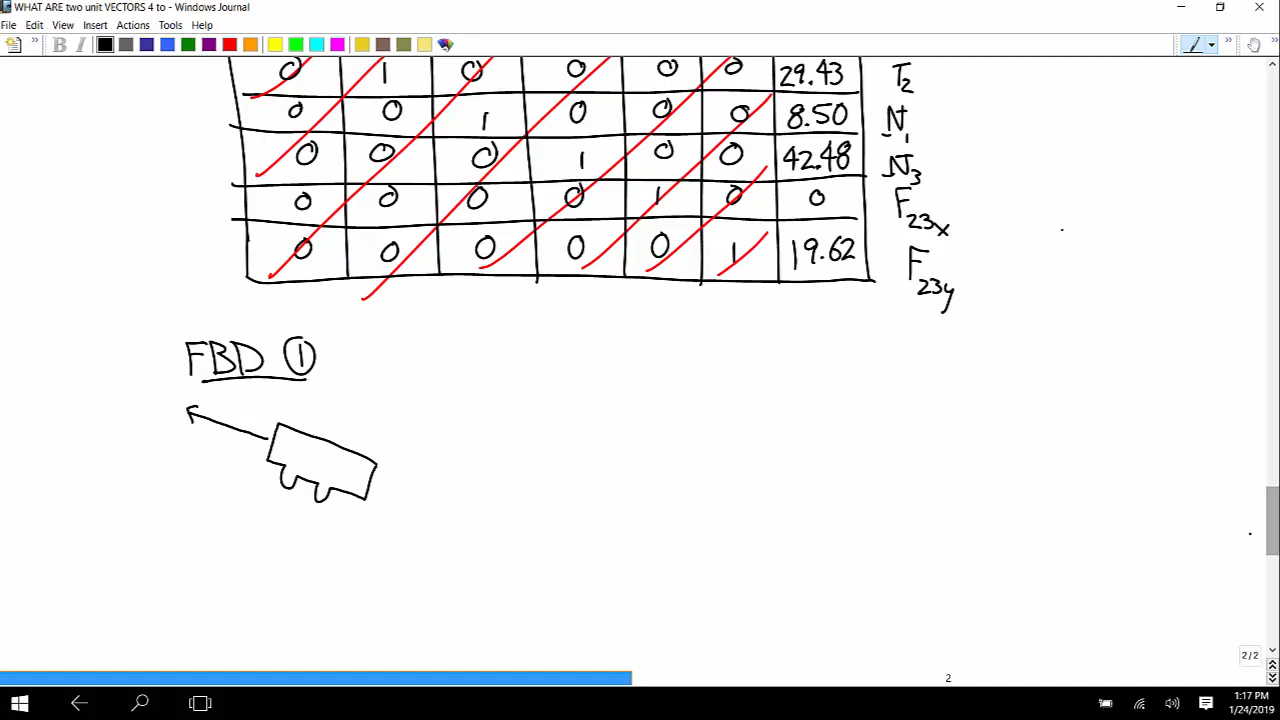 WHAT ARE two unit VECTORS 4 to - Windows Journal
File Edit View Insert Actions Tools Help
B I
0 1 0 0 0 0 29.43 T2
0 0 1 0 0 0 8.50 N1
0 0 0 1 0 0 42.48 N3
0 0 0 0 1 0 0 F23x
0 0 0 0 0 1 19.62 F23y
FBD ①
2/2
2
1:17 PM
1/24/2019